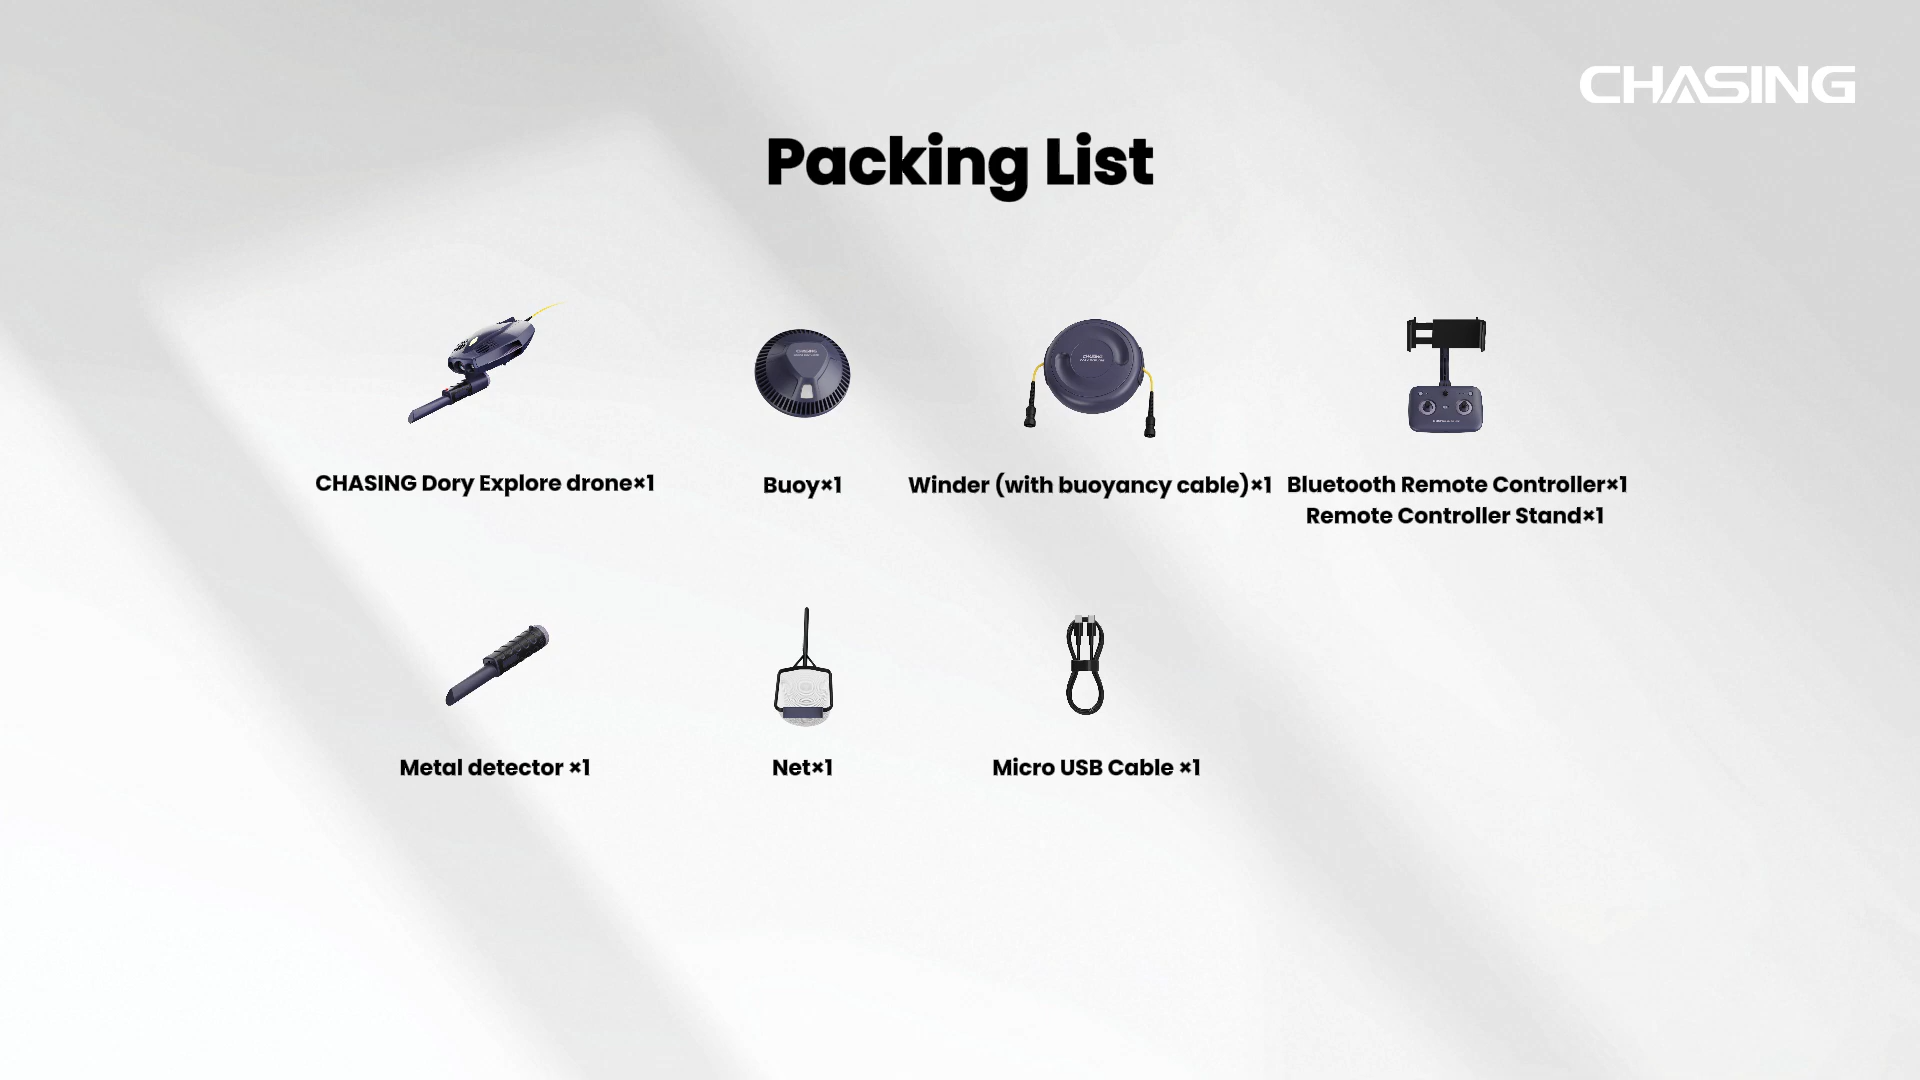 CHASING
Packing List
CHASING Dory Explore drone×1
Buoy×1
Winder (with buoyancy cable)×1
Bluetooth Remote Controller×1
Remote Controller Stand×1
Metal detector ×1
Net×1
Micro USB Cable ×1